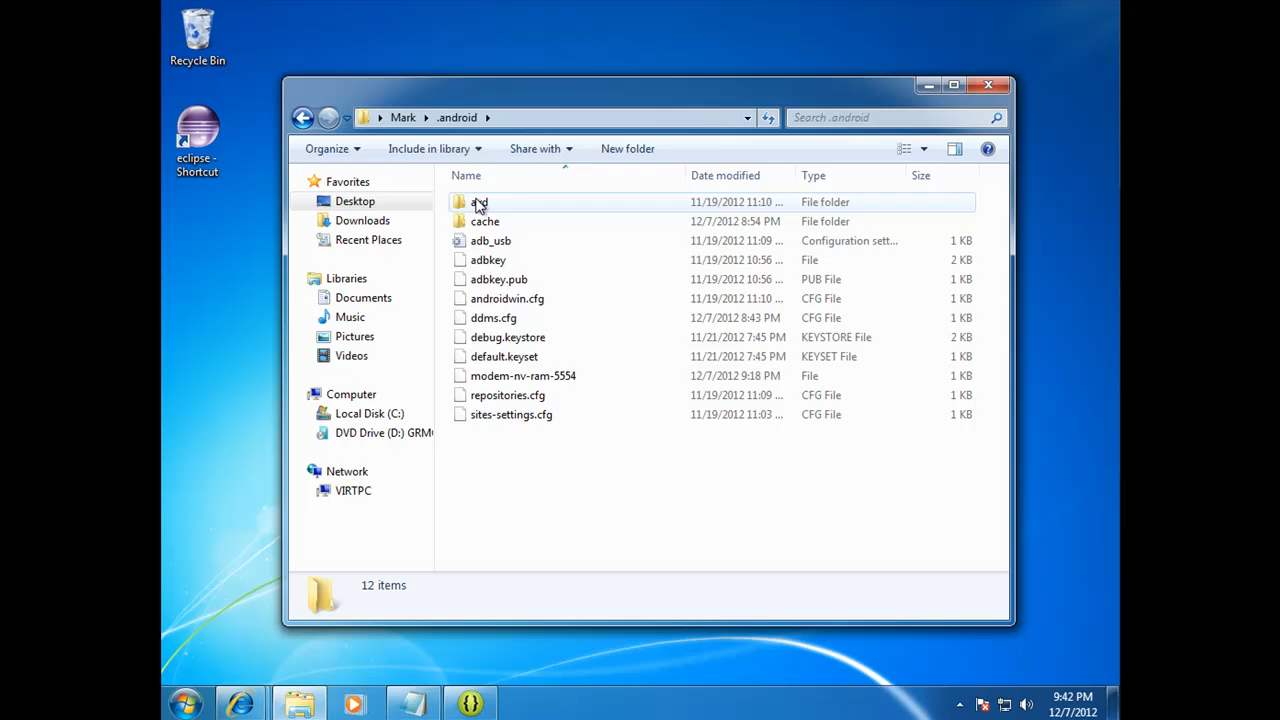 Recycle Bin
eclipse -
Shortcut
Mark
.android
Search .android
Organize
Include in library
Share with
New folder
Favorites
Desktop
Downloads
Recent Places
Libraries
Documents
Music
Pictures
Videos
Computer
Local Disk (C:)
DVD Drive (D:) GRM
Network
VIRTPC
Name Date modified Type Size
11/19/2012 11:10 ... File folder
cache 12/7/2012 8:54 PM File folder
adb_usb 11/19/2012 11:09 ... Configuration sett... 1 KB
adbkey 11/19/2012 10:56 ... File 2 KB
adbkey.pub 11/19/2012 10:56 ... PUB File 1 KB
androidwin.cfg 11/19/2012 11:10 ... CFG File 1 KB
ddms.cfg 12/7/2012 8:43 PM CFG File 1 KB
debug.keystore 11/21/2012 7:45 PM KEYSTORE File 2 KB
default.keyset 11/21/2012 7:45 PM KEYSET File 1 KB
modem-nv-ram-5554 12/7/2012 9:18 PM File 1 KB
repositories.cfg 11/19/2012 11:09 ... CFG File 1 KB
sites-settings.cfg 11/19/2012 11:03 ... CFG File 1 KB
12 items
9:42 PM
12/7/2012